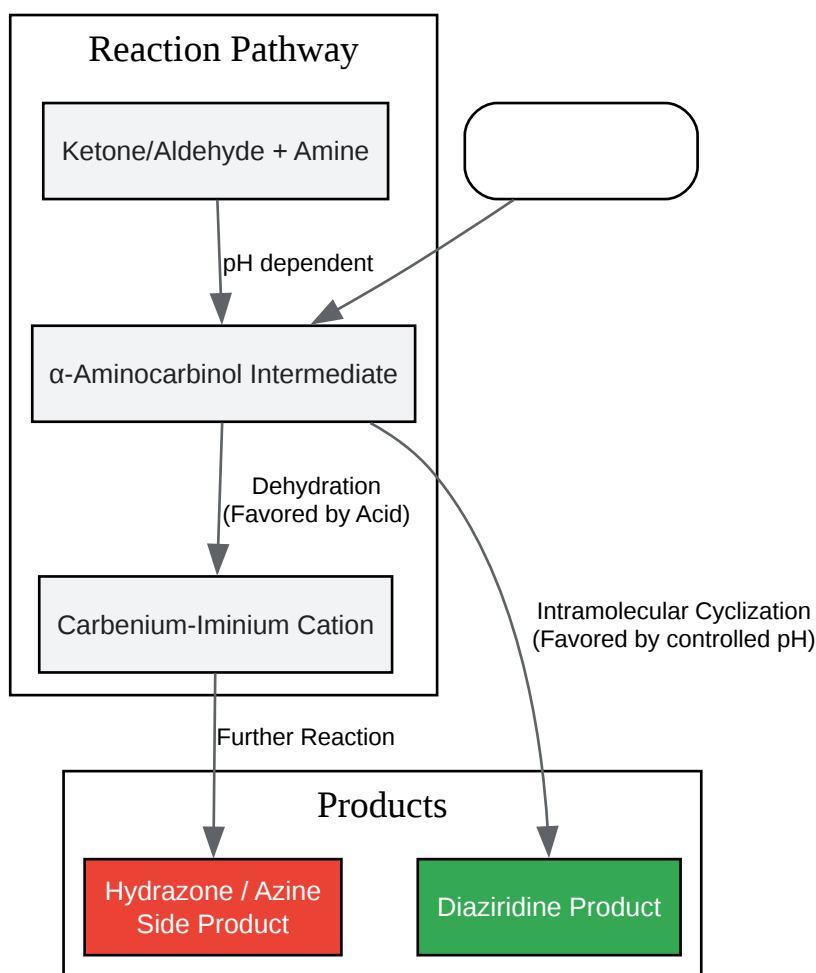 Reaction Pathway
Ketone/Aldehyde + Amine
pH dependent
α-Aminocarbinol Intermediate
Dehydration
(Favored by Acid)
Carbenium-Iminium Cation
Intramolecular Cyclization
(Favored by controlled pH)
Further Reaction
Products
Hydrazone / Azine
Side Product
Diaziridine Product